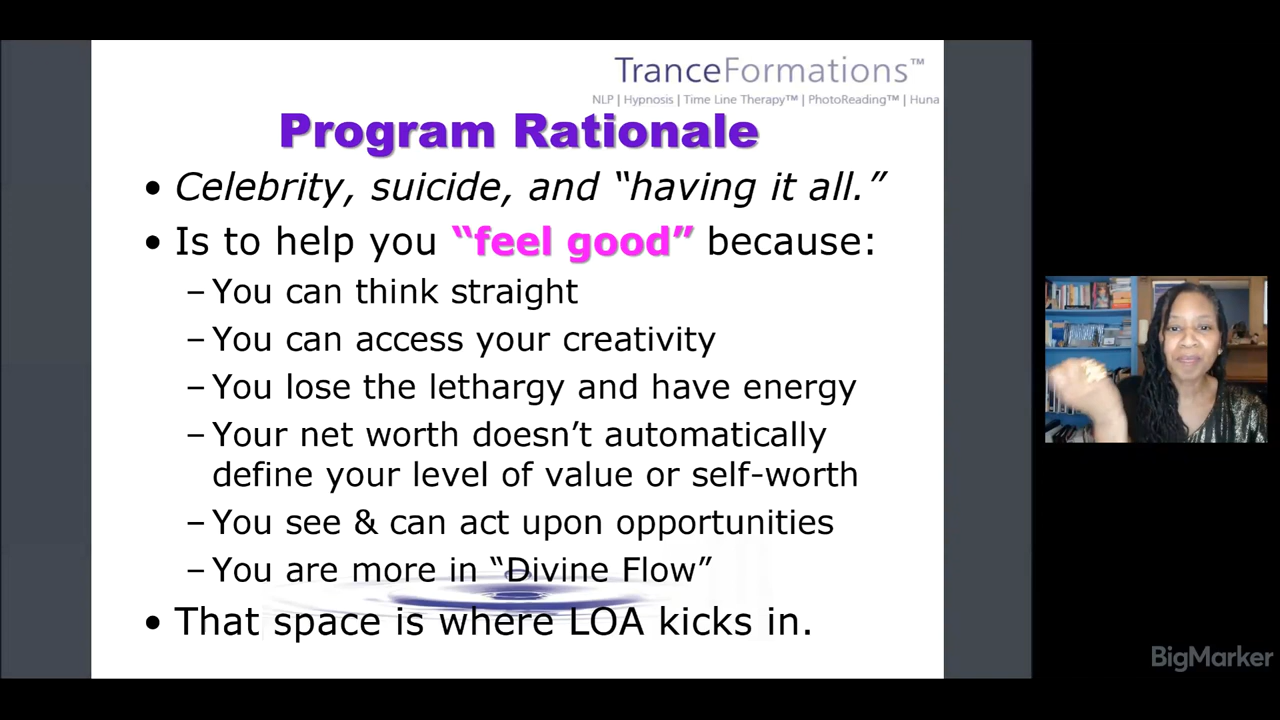 TranceFormations™
NLP | Hypnosis | Time Line Therapy™ | PhotoReading™ | Huna
Program Rationale
• Celebrity, suicide, and “having it all.”
• Is to help you “feel good” because:
– You can think straight
– You can access your creativity
– You lose the lethargy and have energy
– Your net worth doesn’t automatically
define your level of value or self-worth
– You see & can act upon opportunities
– You are more in “Divine Flow”
• That space is where LOA kicks in.
BigMarker